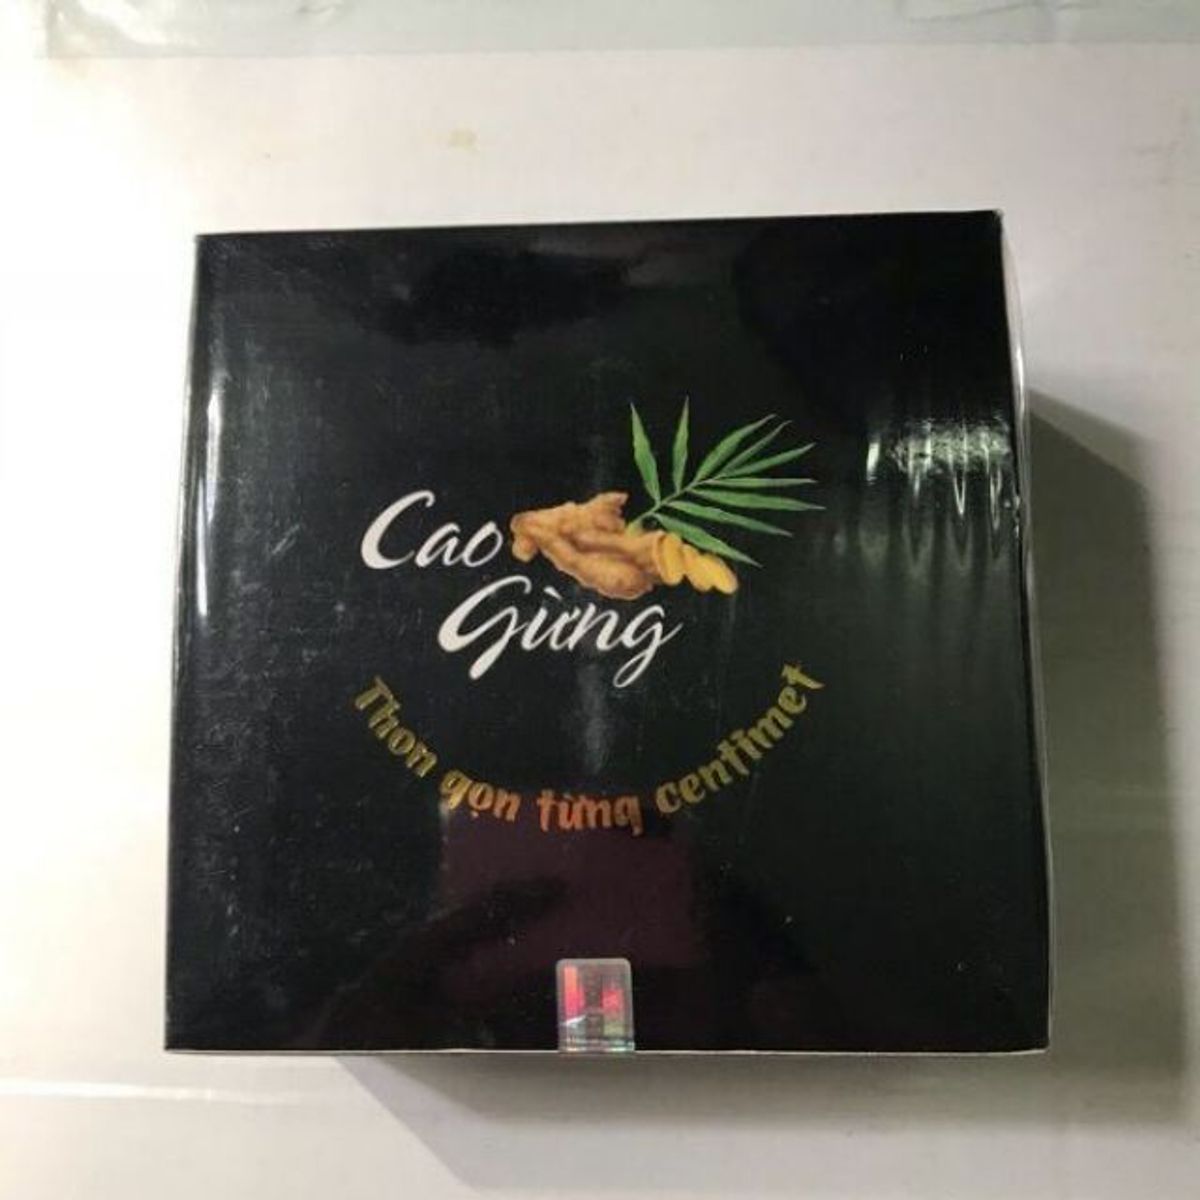 Cao
Gừng
Thon gọn từng centimet